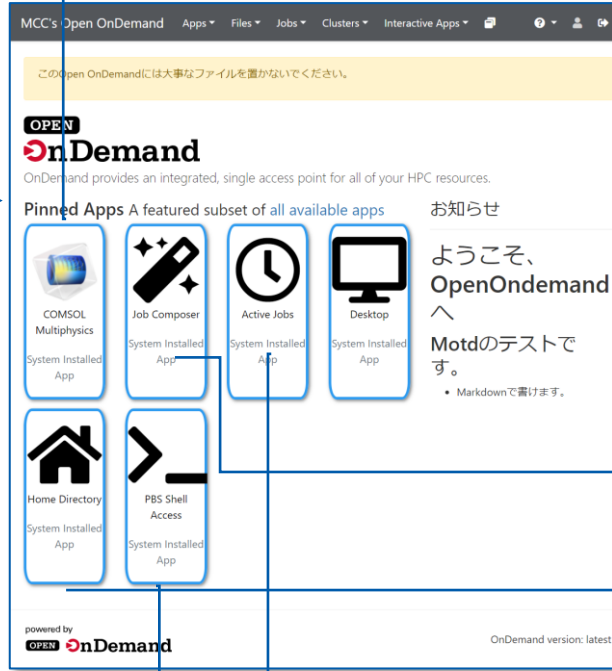 MCC's Open OnDemand Apps Files Jobs Clusters Interactive Apps
このOpen OnDemandには大事なファイルを置かないでください。
OPEN
OnDemand
OnDemand provides an integrated, single access point for all of your HPC resources.
Pinned Apps A featured subset of all available apps
COMSOL
Multiphysics
System Installed
App
Job Composer
System Installed
App
Active Jobs
System Installed
App
Desktop
System Installed
App
Home Directory
System Installed
App
PBS Shell
Access
System Installed
App
お知らせ
ようこそ、
OpenOndemand
へ
Motdのテストで
す。
• Markdownで書けます。
powered by
OPEN OnDemand
OnDemand version: latest